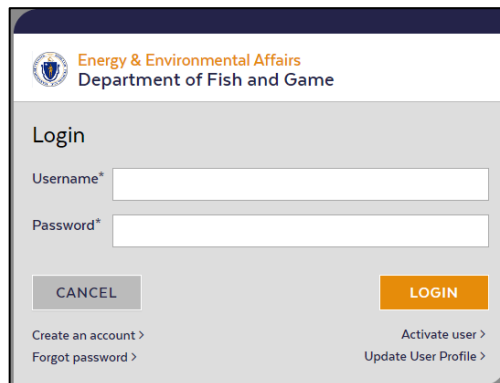 Energy & Environmental Affairs
Department of Fish and Game
Login
Username*
Password*
CANCEL LOGIN
Create an account > Activate user >
Forgot password > Update User Profile >